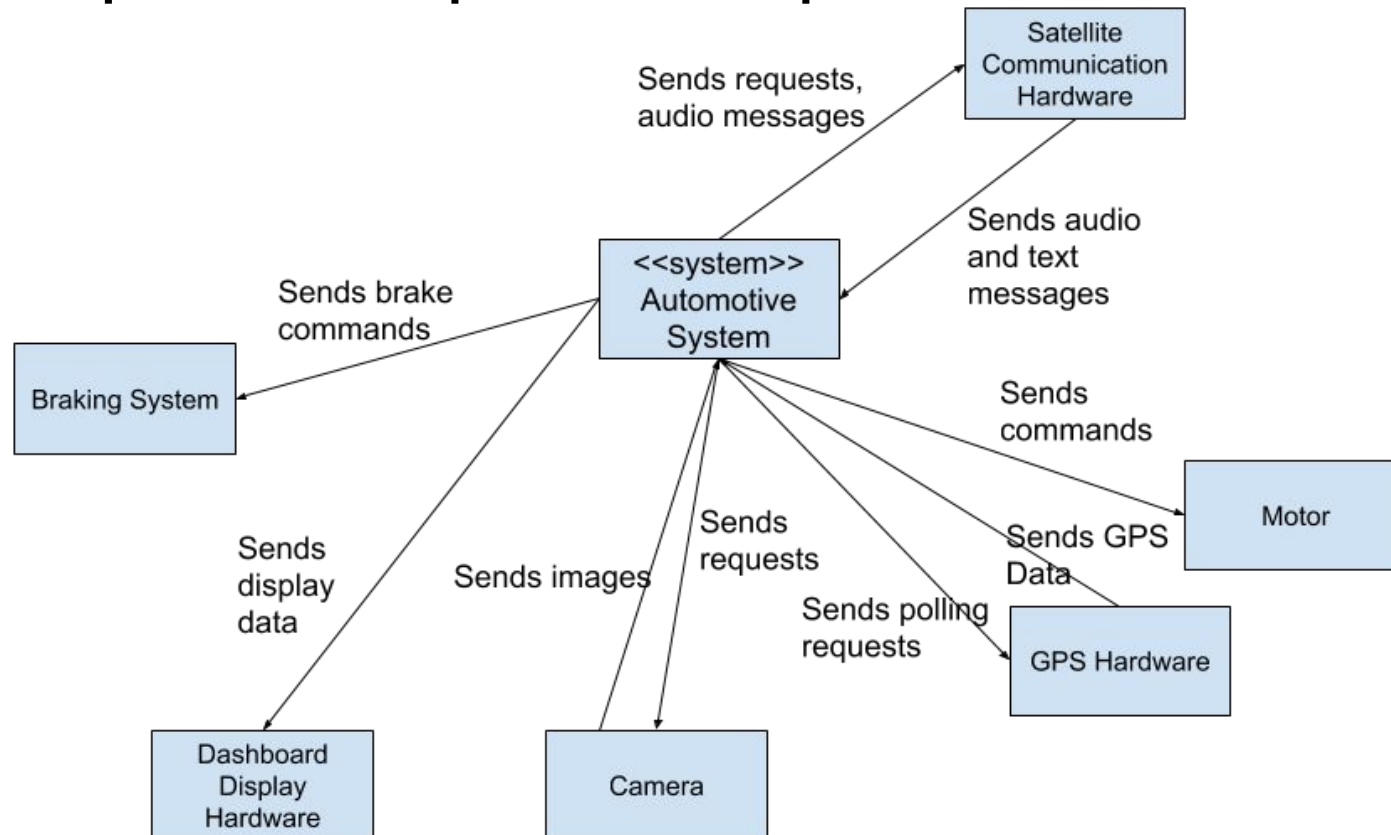 Satellite
Communication
Hardware
Sends requests,
audio messages
Sends audio
and text
messages
<<system>>
Automotive
System
Sends brake
commands
Braking System
Sends
commands
Motor
Sends
display
data
Sends images
Sends
requests
Sends GPS
Data
Sends polling
requests
GPS Hardware
Dashboard
Display
Hardware
Camera